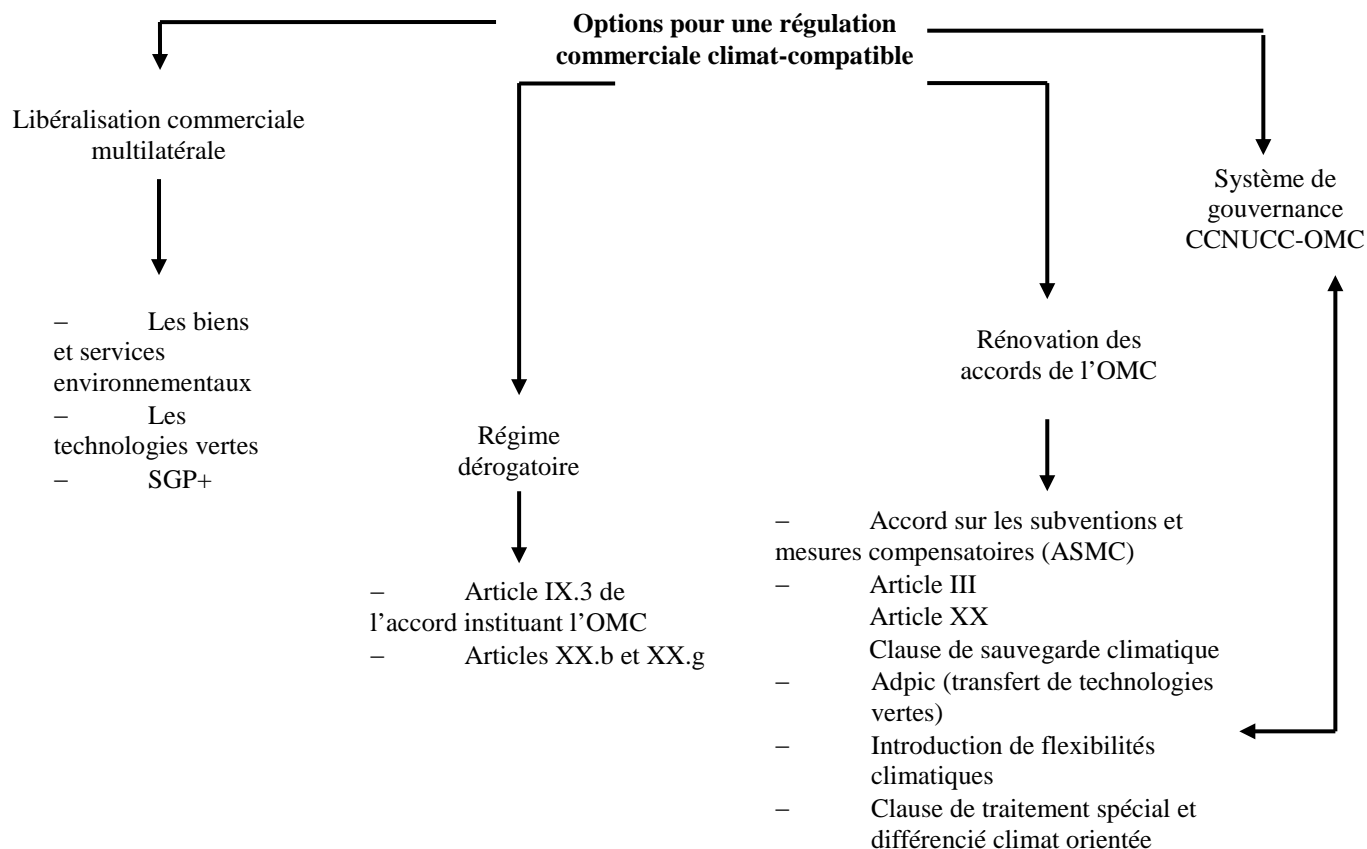 Options pour une régulation
commerciale climat-compatible
Libéralisation commerciale
multilatérale
– Les biens
et services
environnementaux
– Les
technologies vertes
– SGP+
Régime
dérogatoire
– Article IX.3 de
l’accord instituant l’OMC
– Articles XX.b et XX.g
Rénovation des
accords de l’OMC
– Accord sur les subventions et
mesures compensatoires (ASMC)
– Article III
Article XX
Clause de sauvegarde climatique
– Adpic (transfert de technologies
vertes)
– Introduction de flexibilités
climatiques
– Clause de traitement spécial et
différencié climat orientée
Système de
gouvernance
CCNUCC-OMC